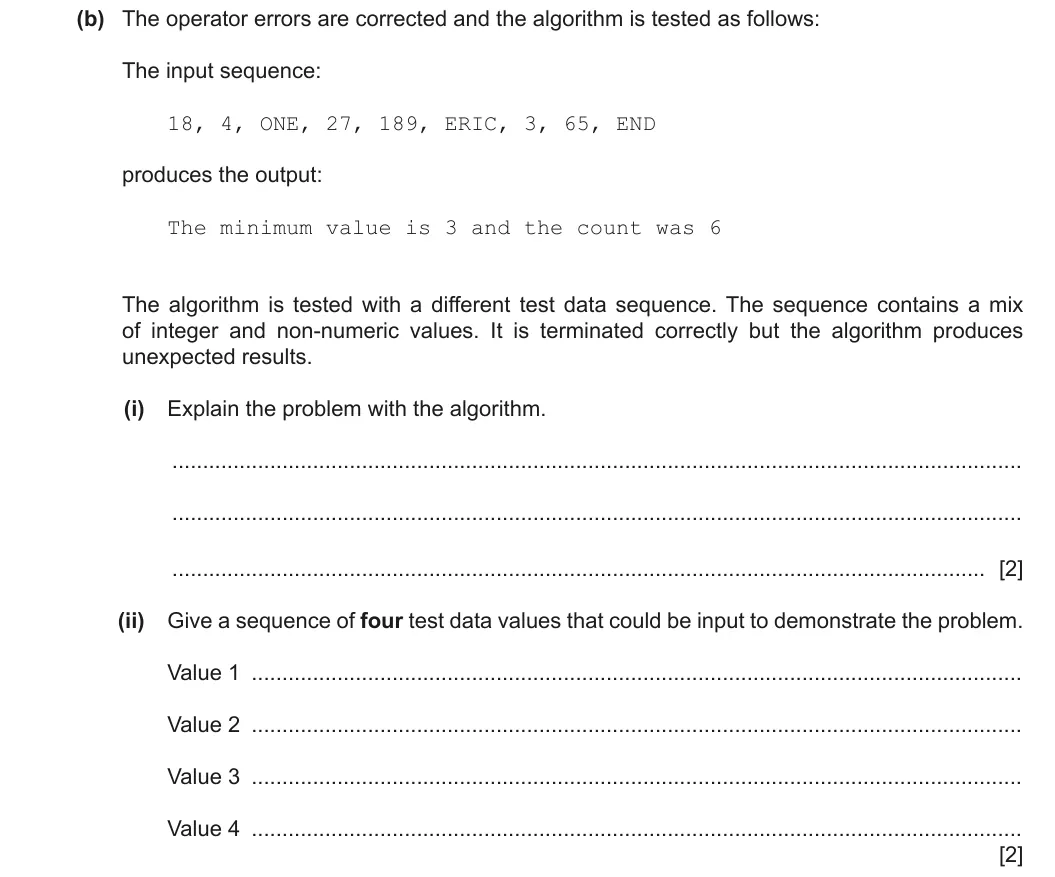 (b) The operator errors are corrected and the algorithm is tested as follows:
The input sequence:
18, 4, ONE, 27, 189, ERIC, 3, 65, END
produces the output:
The minimum value is 3 and the count was 6
The algorithm is tested with a different test data sequence. The sequence contains a mix
of integer and non-numeric values. It is terminated correctly but the algorithm produces
unexpected results.
(i) Explain the problem with the algorithm.
..........................................................................................................................................
..........................................................................................................................................
.................................................................................................................................... [2]
(ii) Give a sequence of four test data values that could be input to demonstrate the problem.
Value 1 .............................................................................................................................
Value 2 .............................................................................................................................
Value 3 .............................................................................................................................
Value 4 .............................................................................................................................
[2]